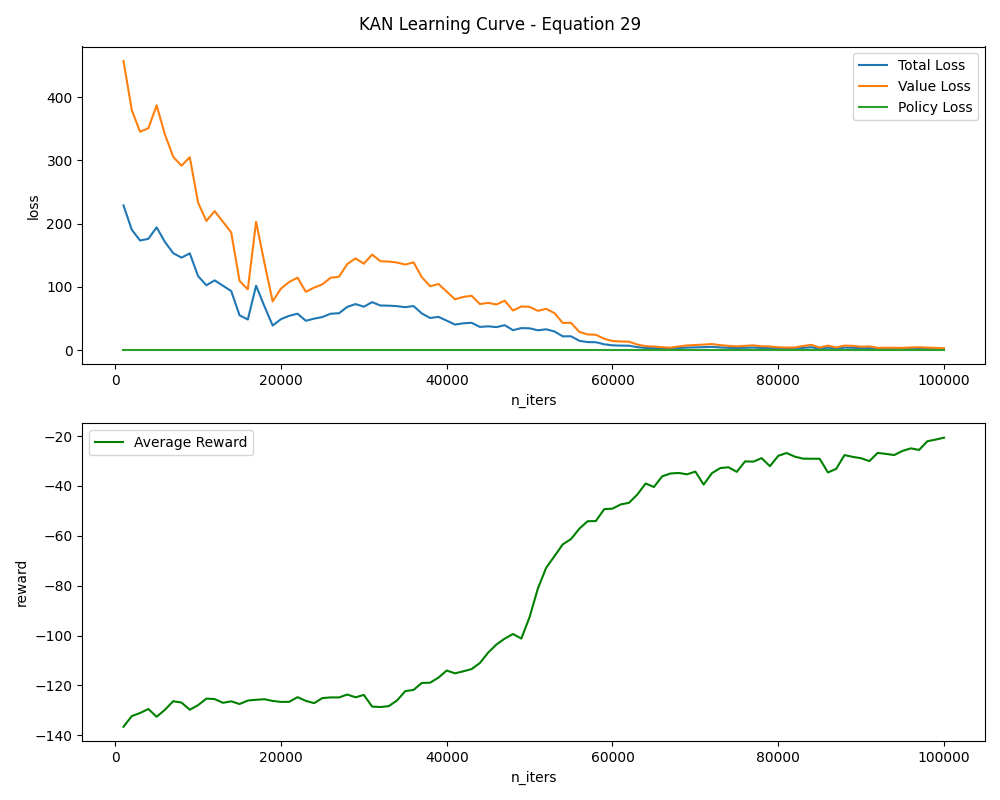 KAN Learning Curve - Equation 29
Total Loss
Value Loss
Policy Loss
400
300
200
100
0
loss
0 20000 40000 60000 80000 100000
n_iters
Average Reward
−20
−40
−60
−80
−100
−120
−140
reward
0 20000 40000 60000 80000 100000
n_iters